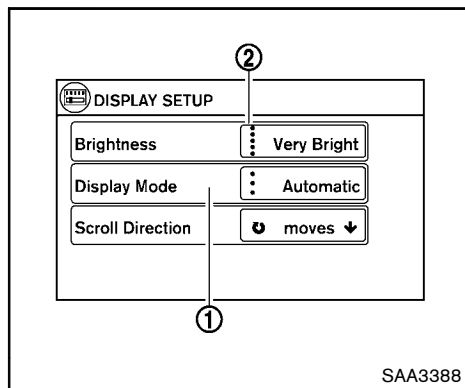 ②
DISPLAY SETUP
Brightness Very Bright
Display Mode Automatic
Scroll Direction moves
①
SAA3388